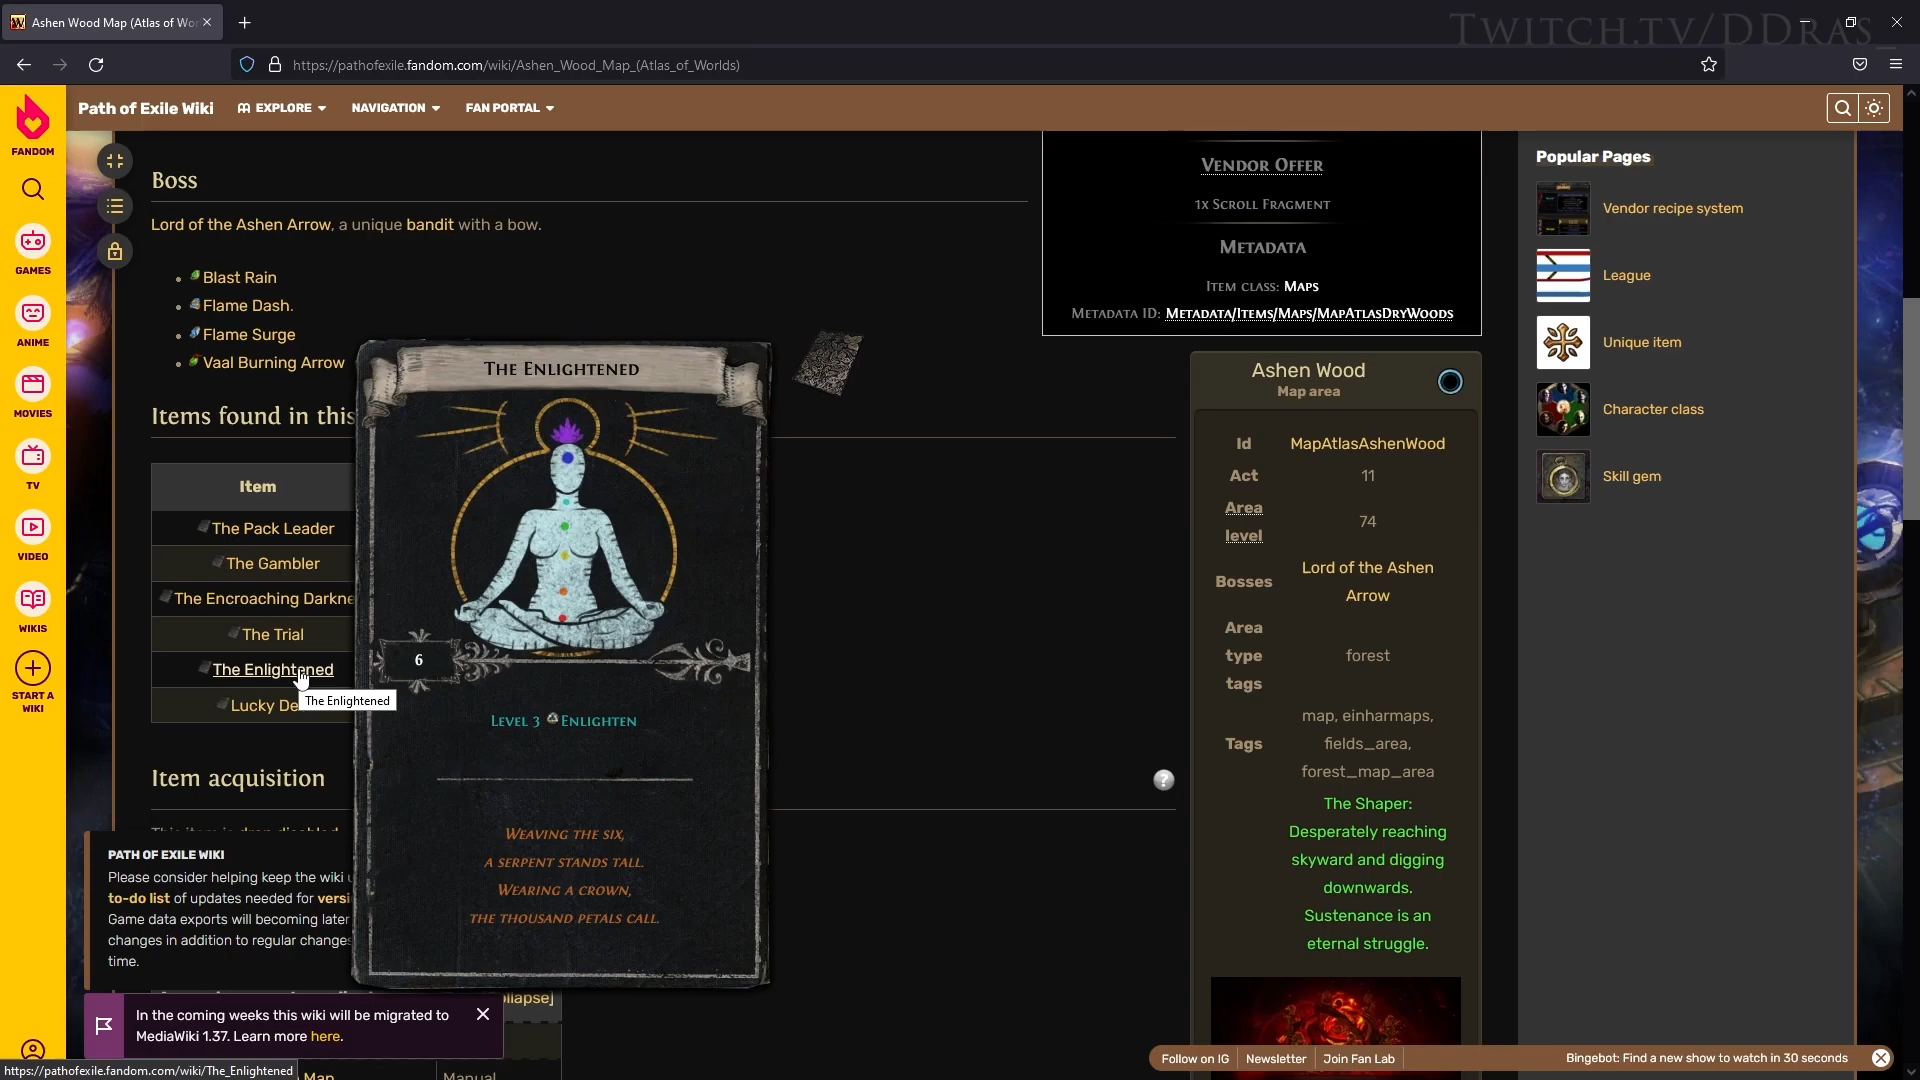 Ashen Wood Map (Atlas of Wor
Twitch.tv/DDras_
https://pathofexile.fandom.com/wiki/Ashen_Wood_Map_(Atlas_of_Worlds)
FANDOM
GAMES
ANIME
MOVIES
TV
VIDEO
WIKIS
START A
WIKI
Path of Exile Wiki
EXPLORE
NAVIGATION
FAN PORTAL
Boss
Lord of the Ashen Arrow, a unique bandit with a bow.
Blast Rain
Flame Dash.
Flame Surge
Vaal Burning Arrow
Items found in this
Item
The Pack Leader
The Gambler
The Encroaching Darkne
The Trial
The Enlightened
Lucky De
The Enlightened
Item acquisition
This item is drop disabled
The Enlightened
6
Level 3 Enlighten
Weaving the six,
a serpent stands tall.
Wearing a crown,
the thousand petals call.
PATH OF EXILE WIKI
Please consider helping keep the wiki u
to-do list of updates needed for versi
Game data exports will becoming later
changes in addition to regular changes
time.
ollapse]
In the coming weeks this wiki will be migrated to
MediaWiki 1.37. Learn more here.
Map
Manual
https://pathofexile.fandom.com/wiki/The_Enlightened
Vendor Offer
1x Scroll Fragment
Metadata
Item class: Maps
Metadata ID: Metadata/Items/Maps/MapAtlasDryWoods
Ashen Wood
Map area
Id
MapAtlasAshenWood
Act
11
Area
level
74
Bosses
Lord of the Ashen
Arrow
Area
type
tags
forest
Tags
map, einharmaps,
fields_area,
forest_map_area
The Shaper:
Desperately reaching
skyward and digging
downwards.
Sustenance is an
eternal struggle.
?
Popular Pages
Vendor recipe system
League
Unique item
Character class
Skill gem
Follow on IG
Newsletter
Join Fan Lab
Bingebot: Find a new show to watch in 30 seconds